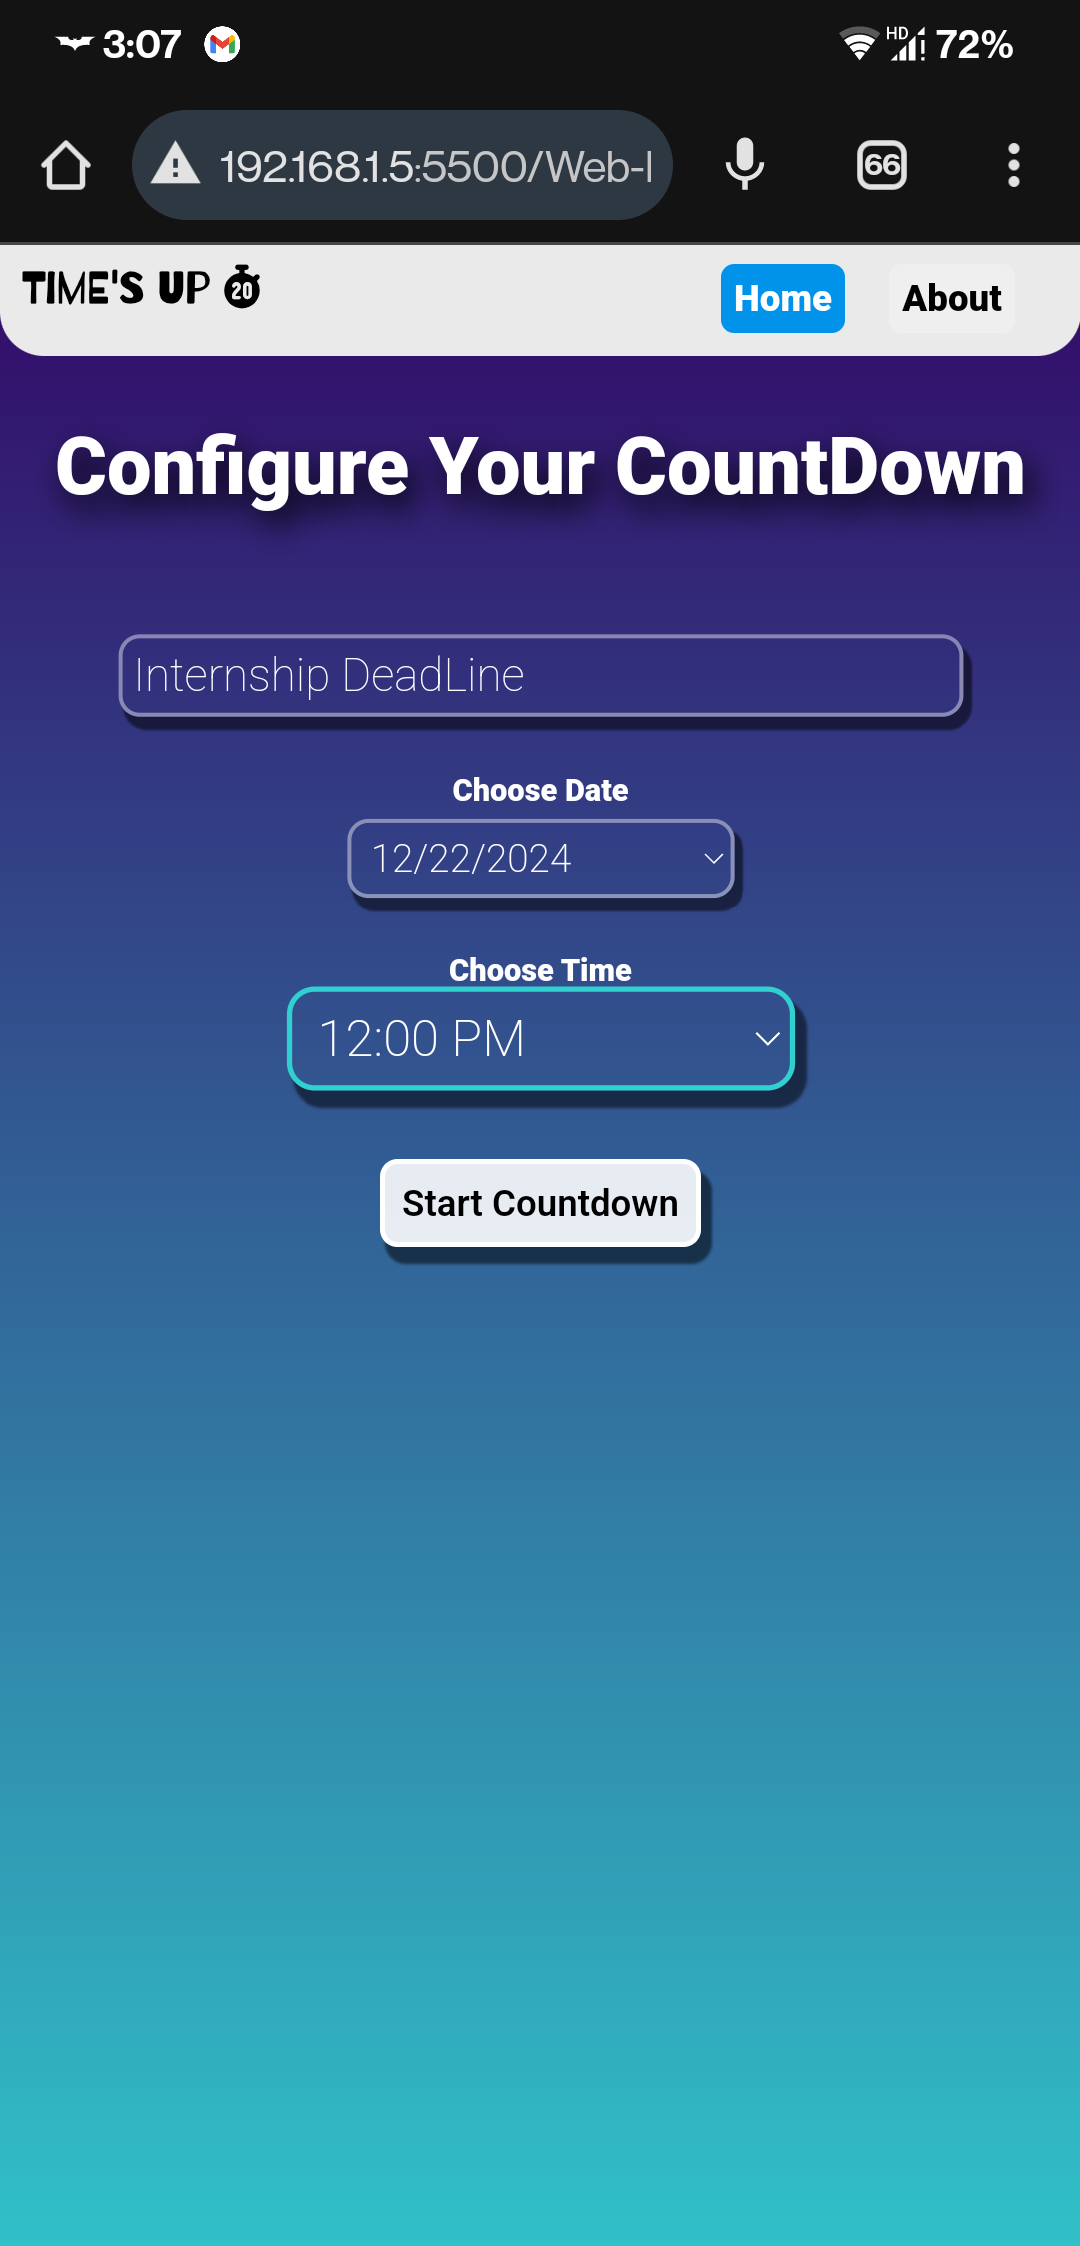 3:07 HD 72%
192.168.1.5:5500/Web-
66
TIME'S UP 20 Home About
Configure Your CountDown
Internship DeadLine
Choose Date
12/22/2024
Choose Time
12:00 PM
Start Countdown